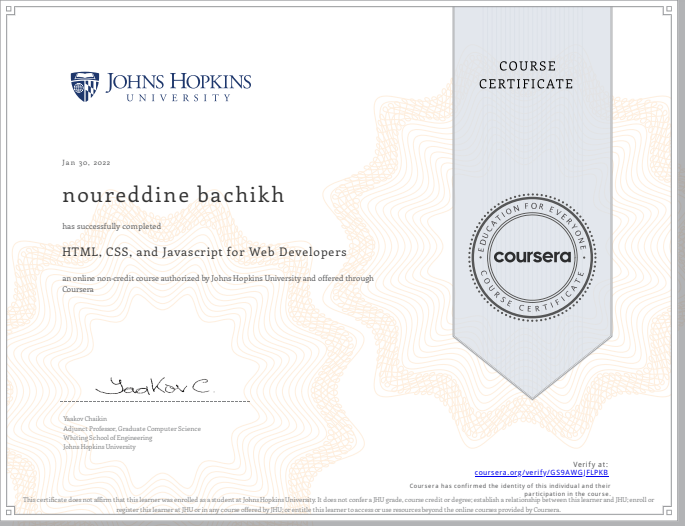 JOHNS HOPKINS
UNIVERSITY
COURSE
CERTIFICATE
Jan 30, 2022
noureddine bachikh
has successfully completed
HTML, CSS, and Javascript for Web Developers
an online non-credit course authorized by Johns Hopkins University and offered through
Coursera
EDUCATION FOR EVERYONE
coursera
COURSE CERTIFICATE
Yaakov C.
Yaakov Chaikin
Adjunct Professor, Graduate Computer Science
Whiting School of Engineering
Johns Hopkins University
Verify at:
coursera.org/verify/GS9AWGJFLPKB
Coursera has confirmed the identity of this individual and their
participation in the course.
This certificate does not affirm that this learner was enrolled as a student at Johns Hopkins University. It does not confer a JHU grade, course credit or degree; establish a relationship between this learner and JHU; enroll or
register this learner at JHU or in any course offered by JHU; or entitle this learner to access or use resources beyond the online courses provided by Coursera.